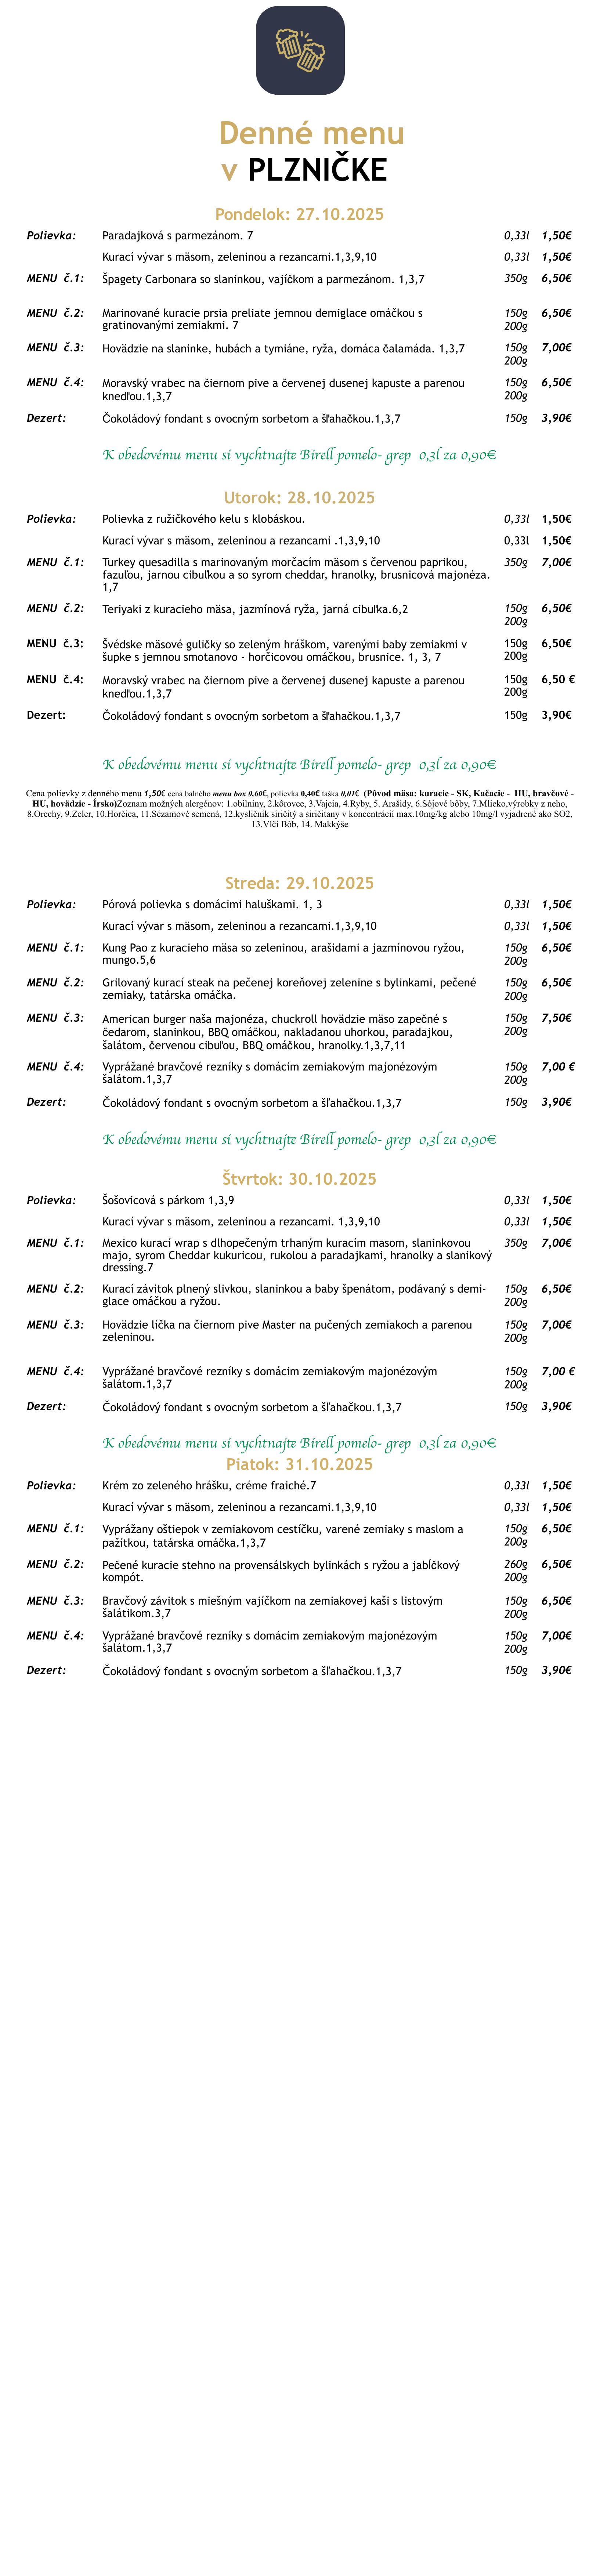 Denné menu
v PLZNIČKE
Pondelok: 27.10.2025
Polievka: Paradajková s parmezánom. 7 0,33l 1,50€
Kurací vývar s mäsom, zeleninou a rezancami.1,3,9,10 0,33l 1,50€
MENU č.1: Špagety Carbonara so slaninkou, vajíčkom a parmezánom. 1,3,7 350g 6,50€
MENU č.2: Marinované kuracie prsia preliate jemnou demiglace omáčkou s 150g 6,50€
gratinovanými zemiakmi. 7 200g
MENU č.3: Hovädzie na slaninke, hubách a tymiáne, ryža, domáca čalamáda. 1,3,7 150g 7,00€
200g
MENU č.4: Moravský vrabec na čiernom pive a červenej dusenej kapuste a parenou 150g 6,50€
knedľou.1,3,7 200g
Dezert: Čokoládový fondant s ovocným sorbetom a šľahačkou.1,3,7 150g 3,90€
K obedovému menu si vychtnajte Birell pomelo- grep 0,3l za 0,90€
Utorok: 28.10.2025
Polievka: Polievka z ružičkového kelu s klobáskou. 0,33l 1,50€
Kurací vývar s mäsom, zeleninou a rezancami .1,3,9,10 0,33l 1,50€
MENU č.1: Turkey quesadilla s marinovaným morčacím mäsom s červenou paprikou, 350g 7,00€
fazuľou, jarnou cibuľkou a so syrom cheddar, hranolky, brusnicová majonéza.
1,7
MENU č.2: Teriyaki z kuracieho mäsa, jazmínová ryža, jarná cibuľka.6,2 150g 6,50€
200g
MENU č.3: Švédske mäsové guličky so zeleným hráškom, varenými baby zemiakmi v 150g 6,50€
šupke s jemnou smotanovo - horčicovou omáčkou, brusnice. 1, 3, 7 200g
MENU č.4: Moravský vrabec na čiernom pive a červenej dusenej kapuste a parenou 150g 6,50 €
knedľou.1,3,7 200g
Dezert: Čokoládový fondant s ovocným sorbetom a šľahačkou.1,3,7 150g 3,90€
K obedovému menu si vychtnajte Birell pomelo- grep 0,3l za 0,90€
Cena polievky z denného menu 1,50€ cena balného menu box 0,60€, polievka 0,40€ taška 0,01€ (Pôvod mäsa: kuracie - SK, Kačacie - HU, bravčové -
HU, hovädzie - Írsko)Zoznam možných alergénov: 1.obilniny, 2.kôrovce, 3.Vajcia, 4.Ryby, 5. Arašidy, 6.Sójové bôby, 7.Mlieko,výrobky z neho,
8.Orechy, 9.Zeler, 10.Horčica, 11.Sézamové semená, 12.kysličník siričitý a siričitany v koncentrácii max.10mg/kg alebo 10mg/l vyjadrené ako SO2,
13.Vlčí Bôb, 14. Makkýše
Streda: 29.10.2025
Polievka: Pórová polievka s domácimi haluškami. 1, 3 0,33l 1,50€
Kurací vývar s mäsom, zeleninou a rezancami.1,3,9,10 0,33l 1,50€
MENU č.1: Kung Pao z kuracieho mäsa so zeleninou, arašidami a jazmínovou ryžou, 150g 6,50€
mungo.5,6 200g
MENU č.2: Grilovaný kurací steak na pečenej koreňovej zelenine s bylinkami, pečené 150g 6,50€
zemiaky, tatárska omáčka. 200g
MENU č.3: American burger naša majonéza, chuckroll hovädzie mäso zapečné s 150g 7,50€
čedarom, slaninkou, BBQ omáčkou, nakladanou uhorkou, paradajkou, 200g
šalátom, červenou cibuľou, BBQ omáčkou, hranolky.1,3,7,11
MENU č.4: Vyprážané bravčové rezníky s domácim zemiakovým majonézovým 150g 7,00 €
šalátom.1,3,7 200g
Dezert: Čokoládový fondant s ovocným sorbetom a šľahačkou.1,3,7 150g 3,90€
K obedovému menu si vychtnajte Birell pomelo- grep 0,3l za 0,90€
Štvrtok: 30.10.2025
Polievka: Šošovicová s párkom 1,3,9 0,33l 1,50€
Kurací vývar s mäsom, zeleninou a rezancami. 1,3,9,10 0,33l 1,50€
MENU č.1: Mexico kurací wrap s dlhopečeným trhaným kuracím masom, slaninkovou 350g 7,00€
majo, syrom Cheddar kukuricou, rukolou a paradajkami, hranolky a slanikový
dressing.7
MENU č.2: Kurací závitok plnený slivkou, slaninkou a baby špenátom, podávaný s demi- 150g 6,50€
glace omáčkou a ryžou. 200g
MENU č.3: Hovädzie líčka na čiernom pive Master na pučených zemiakoch a parenou 150g 7,00€
zeleninou. 200g
MENU č.4: Vyprážané bravčové rezníky s domácim zemiakovým majonézovým 150g 7,00 €
šalátom.1,3,7 200g
Dezert: Čokoládový fondant s ovocným sorbetom a šľahačkou.1,3,7 150g 3,90€
K obedovému menu si vychtnajte Birell pomelo- grep 0,3l za 0,90€
Piatok: 31.10.2025
Polievka: Krém zo zeleného hrášku, créme fraiché.7 0,33l 1,50€
Kurací vývar s mäsom, zeleninou a rezancami.1,3,9,10 0,33l 1,50€
MENU č.1: Vyprážany oštiepok v zemiakovom cestíčku, varené zemiaky s maslom a 150g 6,50€
pažítkou, tatárska omáčka.1,3,7 200g
MENU č.2: Pečené kuracie stehno na provensálskych bylinkách s ryžou a jabĺčkový 260g 6,50€
kompót. 200g
MENU č.3: Bravčový závitok s miešným vajíčkom na zemiakovej kaši s listovým 150g 6,50€
šalátikom.3,7 200g
MENU č.4: Vyprážané bravčové rezníky s domácim zemiakovým majonézovým 150g 7,00€
šalátom.1,3,7 200g
Dezert: Čokoládový fondant s ovocným sorbetom a šľahačkou.1,3,7 150g 3,90€